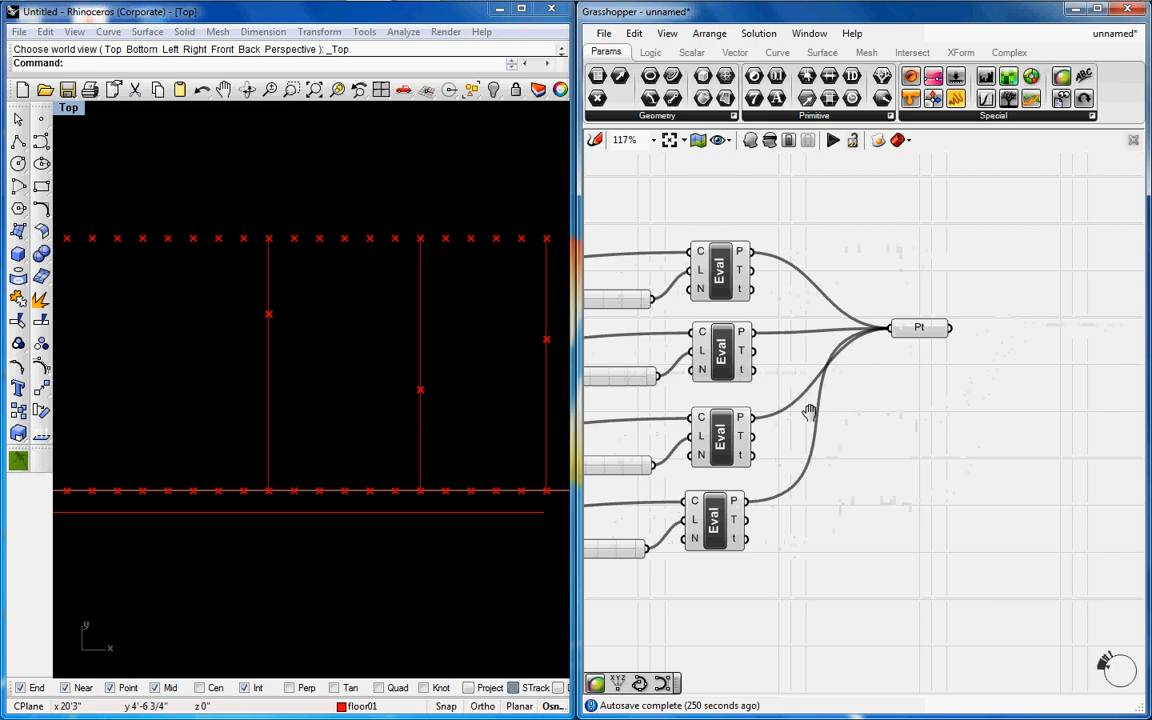 Untitled - Rhinoceros (Corporate) - [Top]
File Edit View Curve Surface Solid Mesh Dimension Transform Tools Analyze Render Help
Choose world view ( Top Bottom Left Right Front Back Perspective ): _Top
Command:
Top
y
x
End Near Point Mid Cen Int Perp Tan Quad Knot Project STrack D
CPlane x 20'3" y 4'-6 3/4" z 0" floor01 Snap Ortho Planar Osn...
Grasshopper - unnamed*
File Edit View Arrange Solution Window Help unnamed*
Params Logic Scalar Vector Curve Surface Mesh Intersect XForm Complex
Geometry Primitive Special
117%
C L N Eval P T t
C L N Eval P T t
C L N Eval P T t
C L N Eval P T t
Pt
Autosave complete (250 seconds ago)